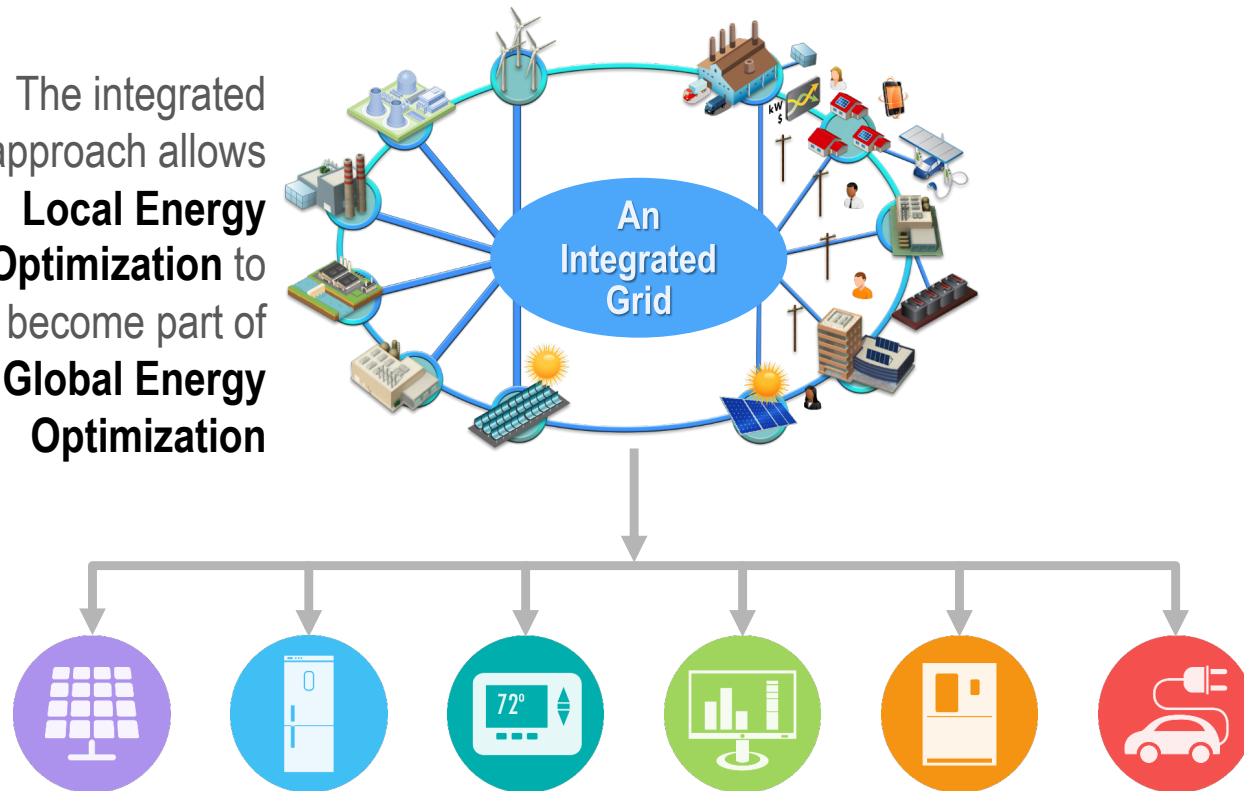 The integrated
approach allows
Local Energy
Optimization to
become part of
Global Energy
Optimization
An
Integrated
Grid
kW
$
72°